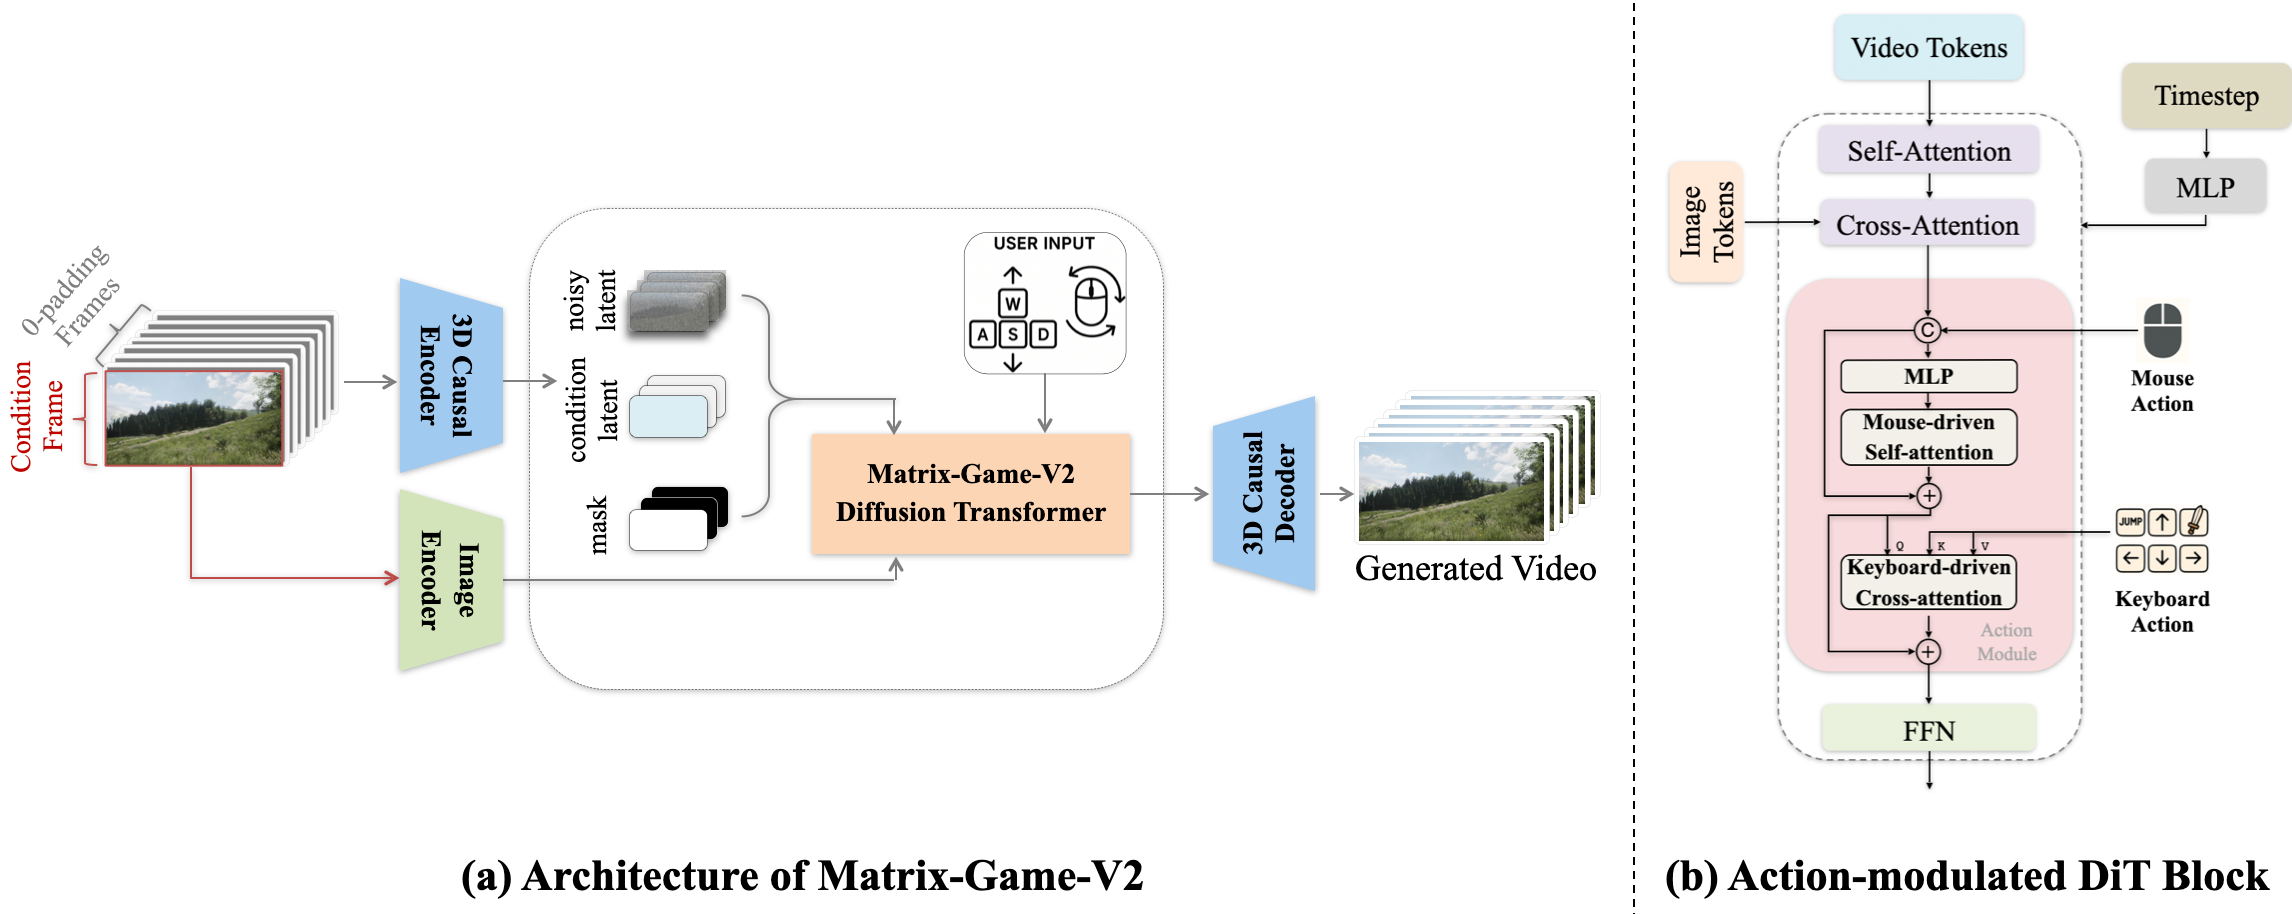 0-padding
Frames
Condition
Frame
3D Causal
Encoder
Image
Encoder
noisy
latent
condition
latent
mask
USER INPUT
W
A S D
Matrix-Game-V2
Diffusion Transformer
3D Causal
Decoder
Generated Video
(a) Architecture of Matrix-Game-V2
Video Tokens
Timestep
MLP
Self-Attention
Image
Tokens
Cross-Attention
C
Mouse
Action
MLP
Mouse-driven
Self-attention
JUMP
Q K V
Keyboard-driven
Cross-attention
Keyboard
Action
Action
Module
FFN
(b) Action-modulated DiT Block